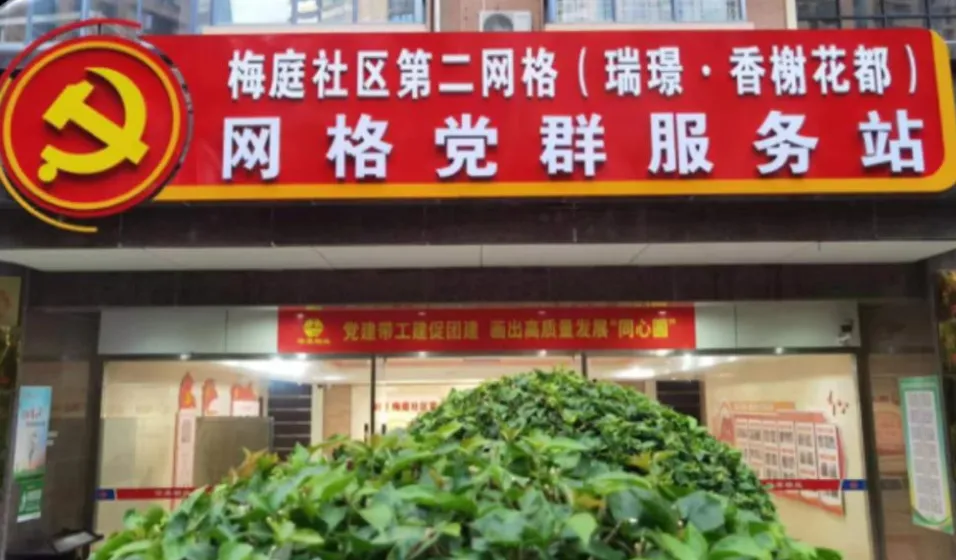 梅庭社区第二网格（瑞璟·香榭花都）
网格党群服务站
党建带工建促团建 画出高质量发展“同心圆”